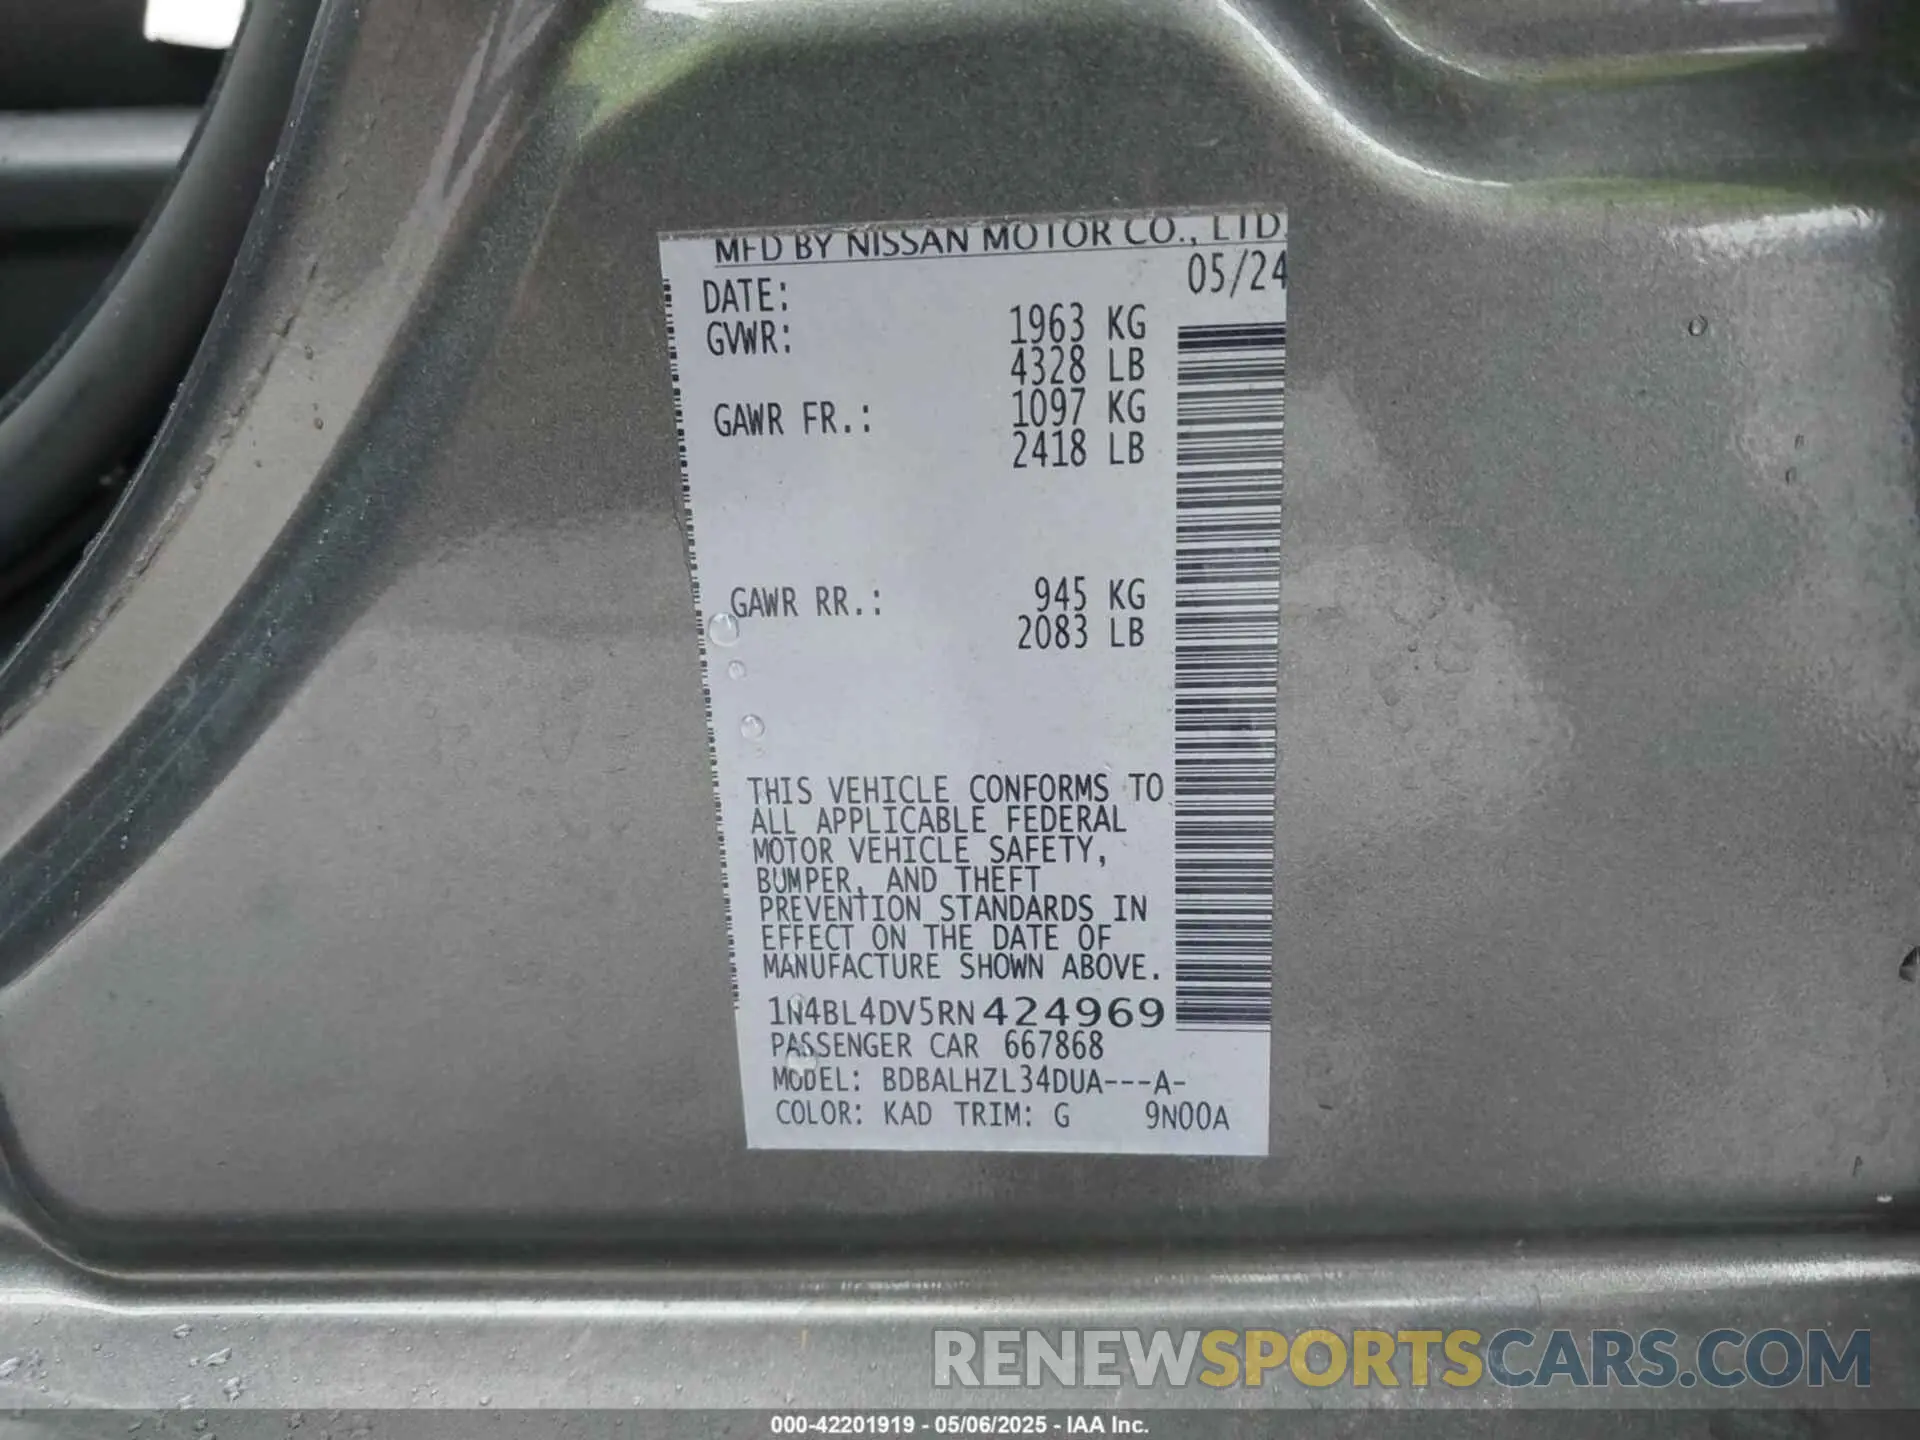 MFD BY NISSAN MOTOR CO., LTD.
DATE: 05/24
GVWR: 1963 KG
4328 LB
GAWR FR.: 1097 KG
2418 LB
GAWR RR.: 945 KG
2083 LB
THIS VEHICLE CONFORMS TO
ALL APPLICABLE FEDERAL
MOTOR VEHICLE SAFETY,
BUMPER, AND THEFT
PREVENTION STANDARDS IN
EFFECT ON THE DATE OF
MANUFACTURE SHOWN ABOVE.
1N4BL4DV5RN424969
PASSENGER CAR 667868
MODEL: BDBALHZL34DUA---A-
COLOR: KAD TRIM: G 9N00A
RENEWSPORTSCARS.COM
000-42201919 - 05/06/2025 - IAA Inc.